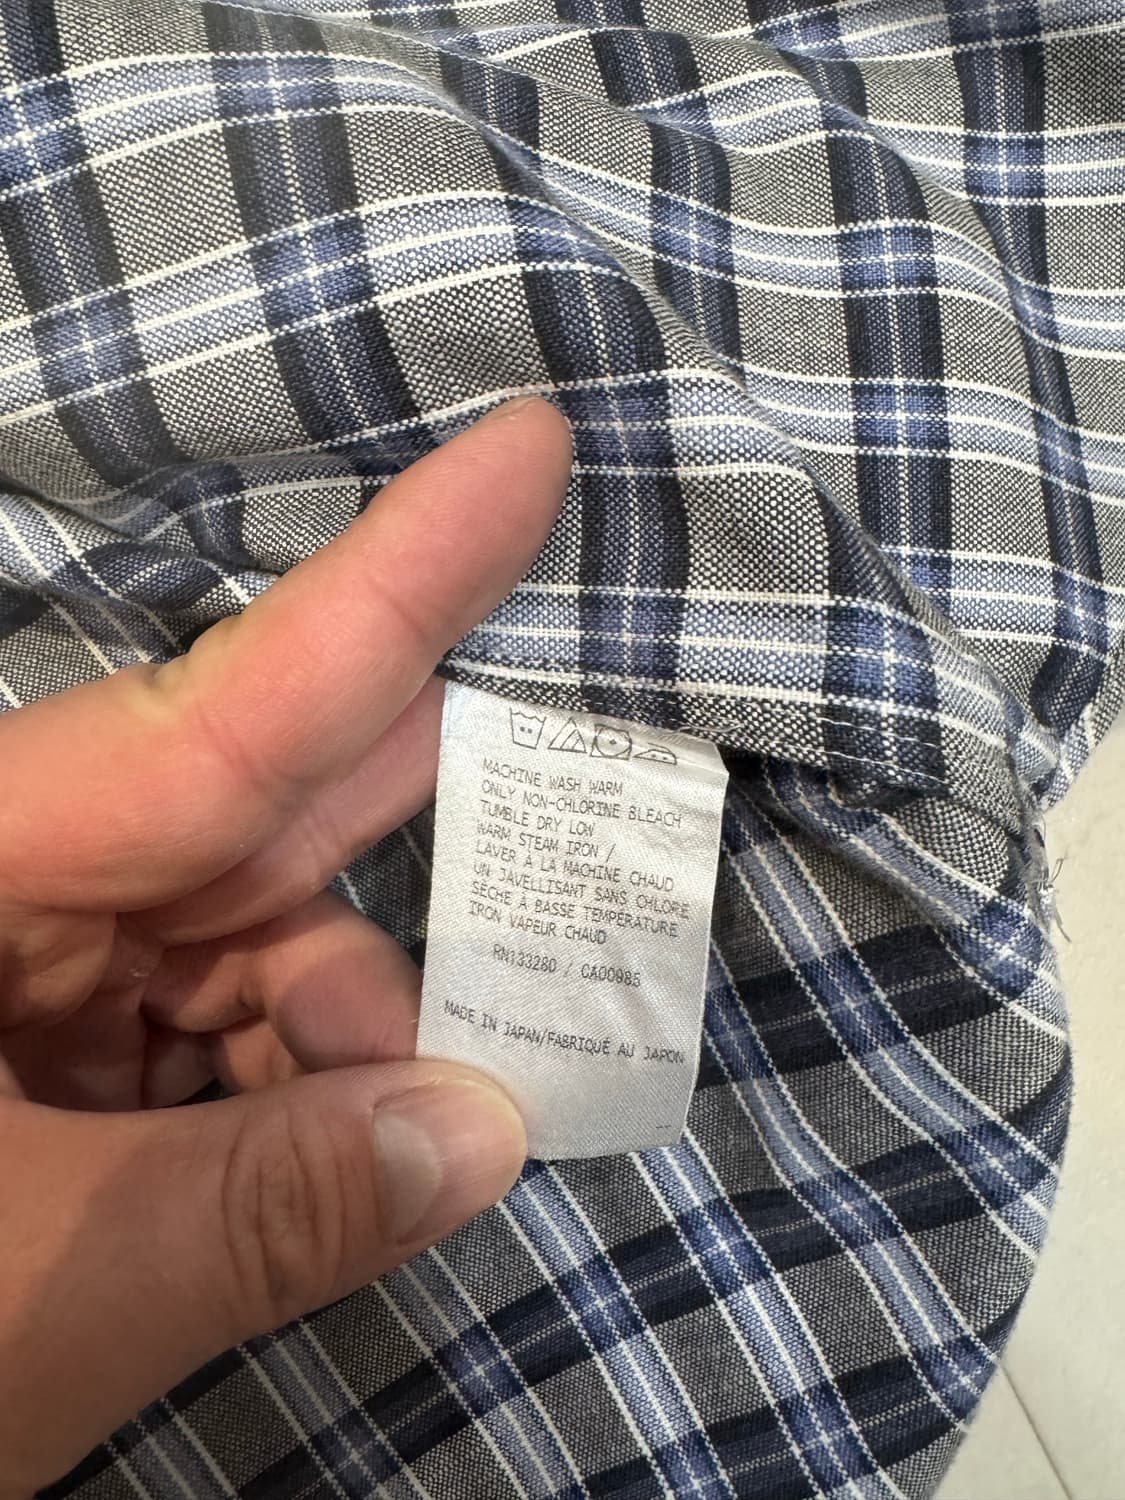 MACHINE WASH WARM
ONLY NON-CHLORINE BLEACH
TUMBLE DRY LOW
WARM STEAM IRON /
LAVER À LA MACHINE CHAUD
UN JAVELLISANT SANS CHLORE
SÈCHE À BASSE TEMPÉRATURE
IRON VAPEUR CHAUD
RN133280 / CA00985
MADE IN JAPAN/FABRIQUÉ AU JAPON